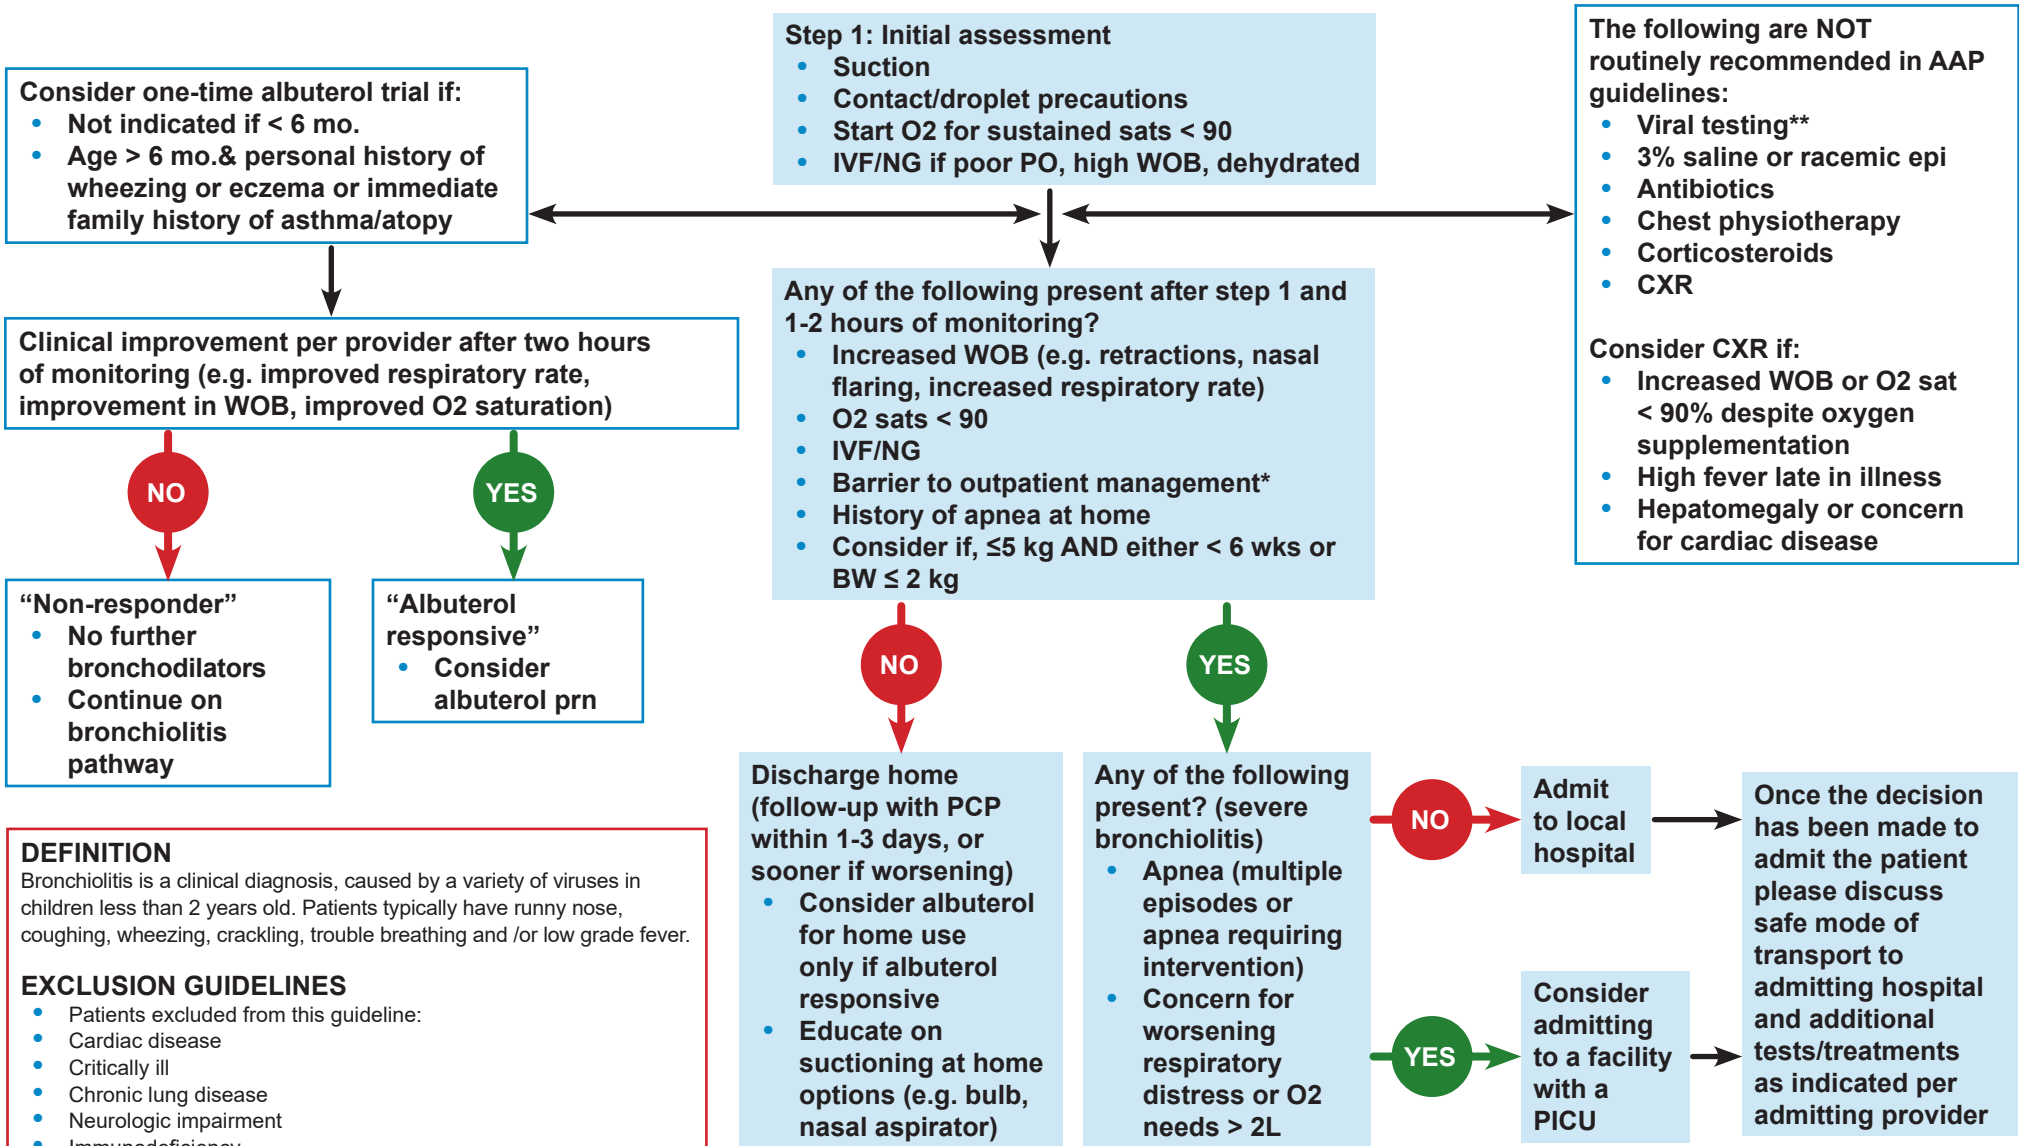 Step 1: Initial assessment
• Suction
• Contact/droplet precautions
• Start O2 for sustained sats < 90
• IVF/NG if poor PO, high WOB, dehydrated
Consider one-time albuterol trial if:
• Not indicated if < 6 mo.
• Age > 6 mo.& personal history of
wheezing or eczema or immediate
family history of asthma/atopy
The following are NOT
routinely recommended in AAP
guidelines:
• Viral testing**
• 3% saline or racemic epi
• Antibiotics
• Chest physiotherapy
• Corticosteroids
• CXR
Consider CXR if:
• Increased WOB or O2 sat
< 90% despite oxygen
supplementation
• High fever late in illness
• Hepatomegaly or concern
for cardiac disease
Clinical improvement per provider after two hours
of monitoring (e.g. improved respiratory rate,
improvement in WOB, improved O2 saturation)
NO
YES
“Non-responder”
• No further
bronchodilators
• Continue on
bronchiolitis
pathway
“Albuterol
responsive”
• Consider
albuterol prn
Any of the following present after step 1 and
1-2 hours of monitoring?
• Increased WOB (e.g. retractions, nasal
flaring, increased respiratory rate)
• O2 sats < 90
• IVF/NG
• Barrier to outpatient management*
• History of apnea at home
• Consider if, ≤5 kg AND either < 6 wks or
BW ≤ 2 kg
NO
YES
Discharge home
(follow-up with PCP
within 1-3 days, or
sooner if worsening)
• Consider albuterol
for home use
only if albuterol
responsive
• Educate on
suctioning at home
options (e.g. bulb,
nasal aspirator)
Any of the following
present? (severe
bronchiolitis)
• Apnea (multiple
episodes or
apnea requiring
intervention)
• Concern for
worsening
respiratory
distress or O2
needs > 2L
NO
Admit
to local
hospital
YES
Consider
admitting
to a facility
with a
PICU
Once the decision
has been made to
admit the patient
please discuss
safe mode of
transport to
admitting hospital
and additional
tests/treatments
as indicated per
admitting provider
DEFINITION
Bronchiolitis is a clinical diagnosis, caused by a variety of viruses in
children less than 2 years old. Patients typically have runny nose,
coughing, wheezing, crackling, trouble breathing and /or low grade fever.
EXCLUSION GUIDELINES
• Patients excluded from this guideline:
• Cardiac disease
• Critically ill
• Chronic lung disease
• Neurologic impairment
• Immunodeficiency